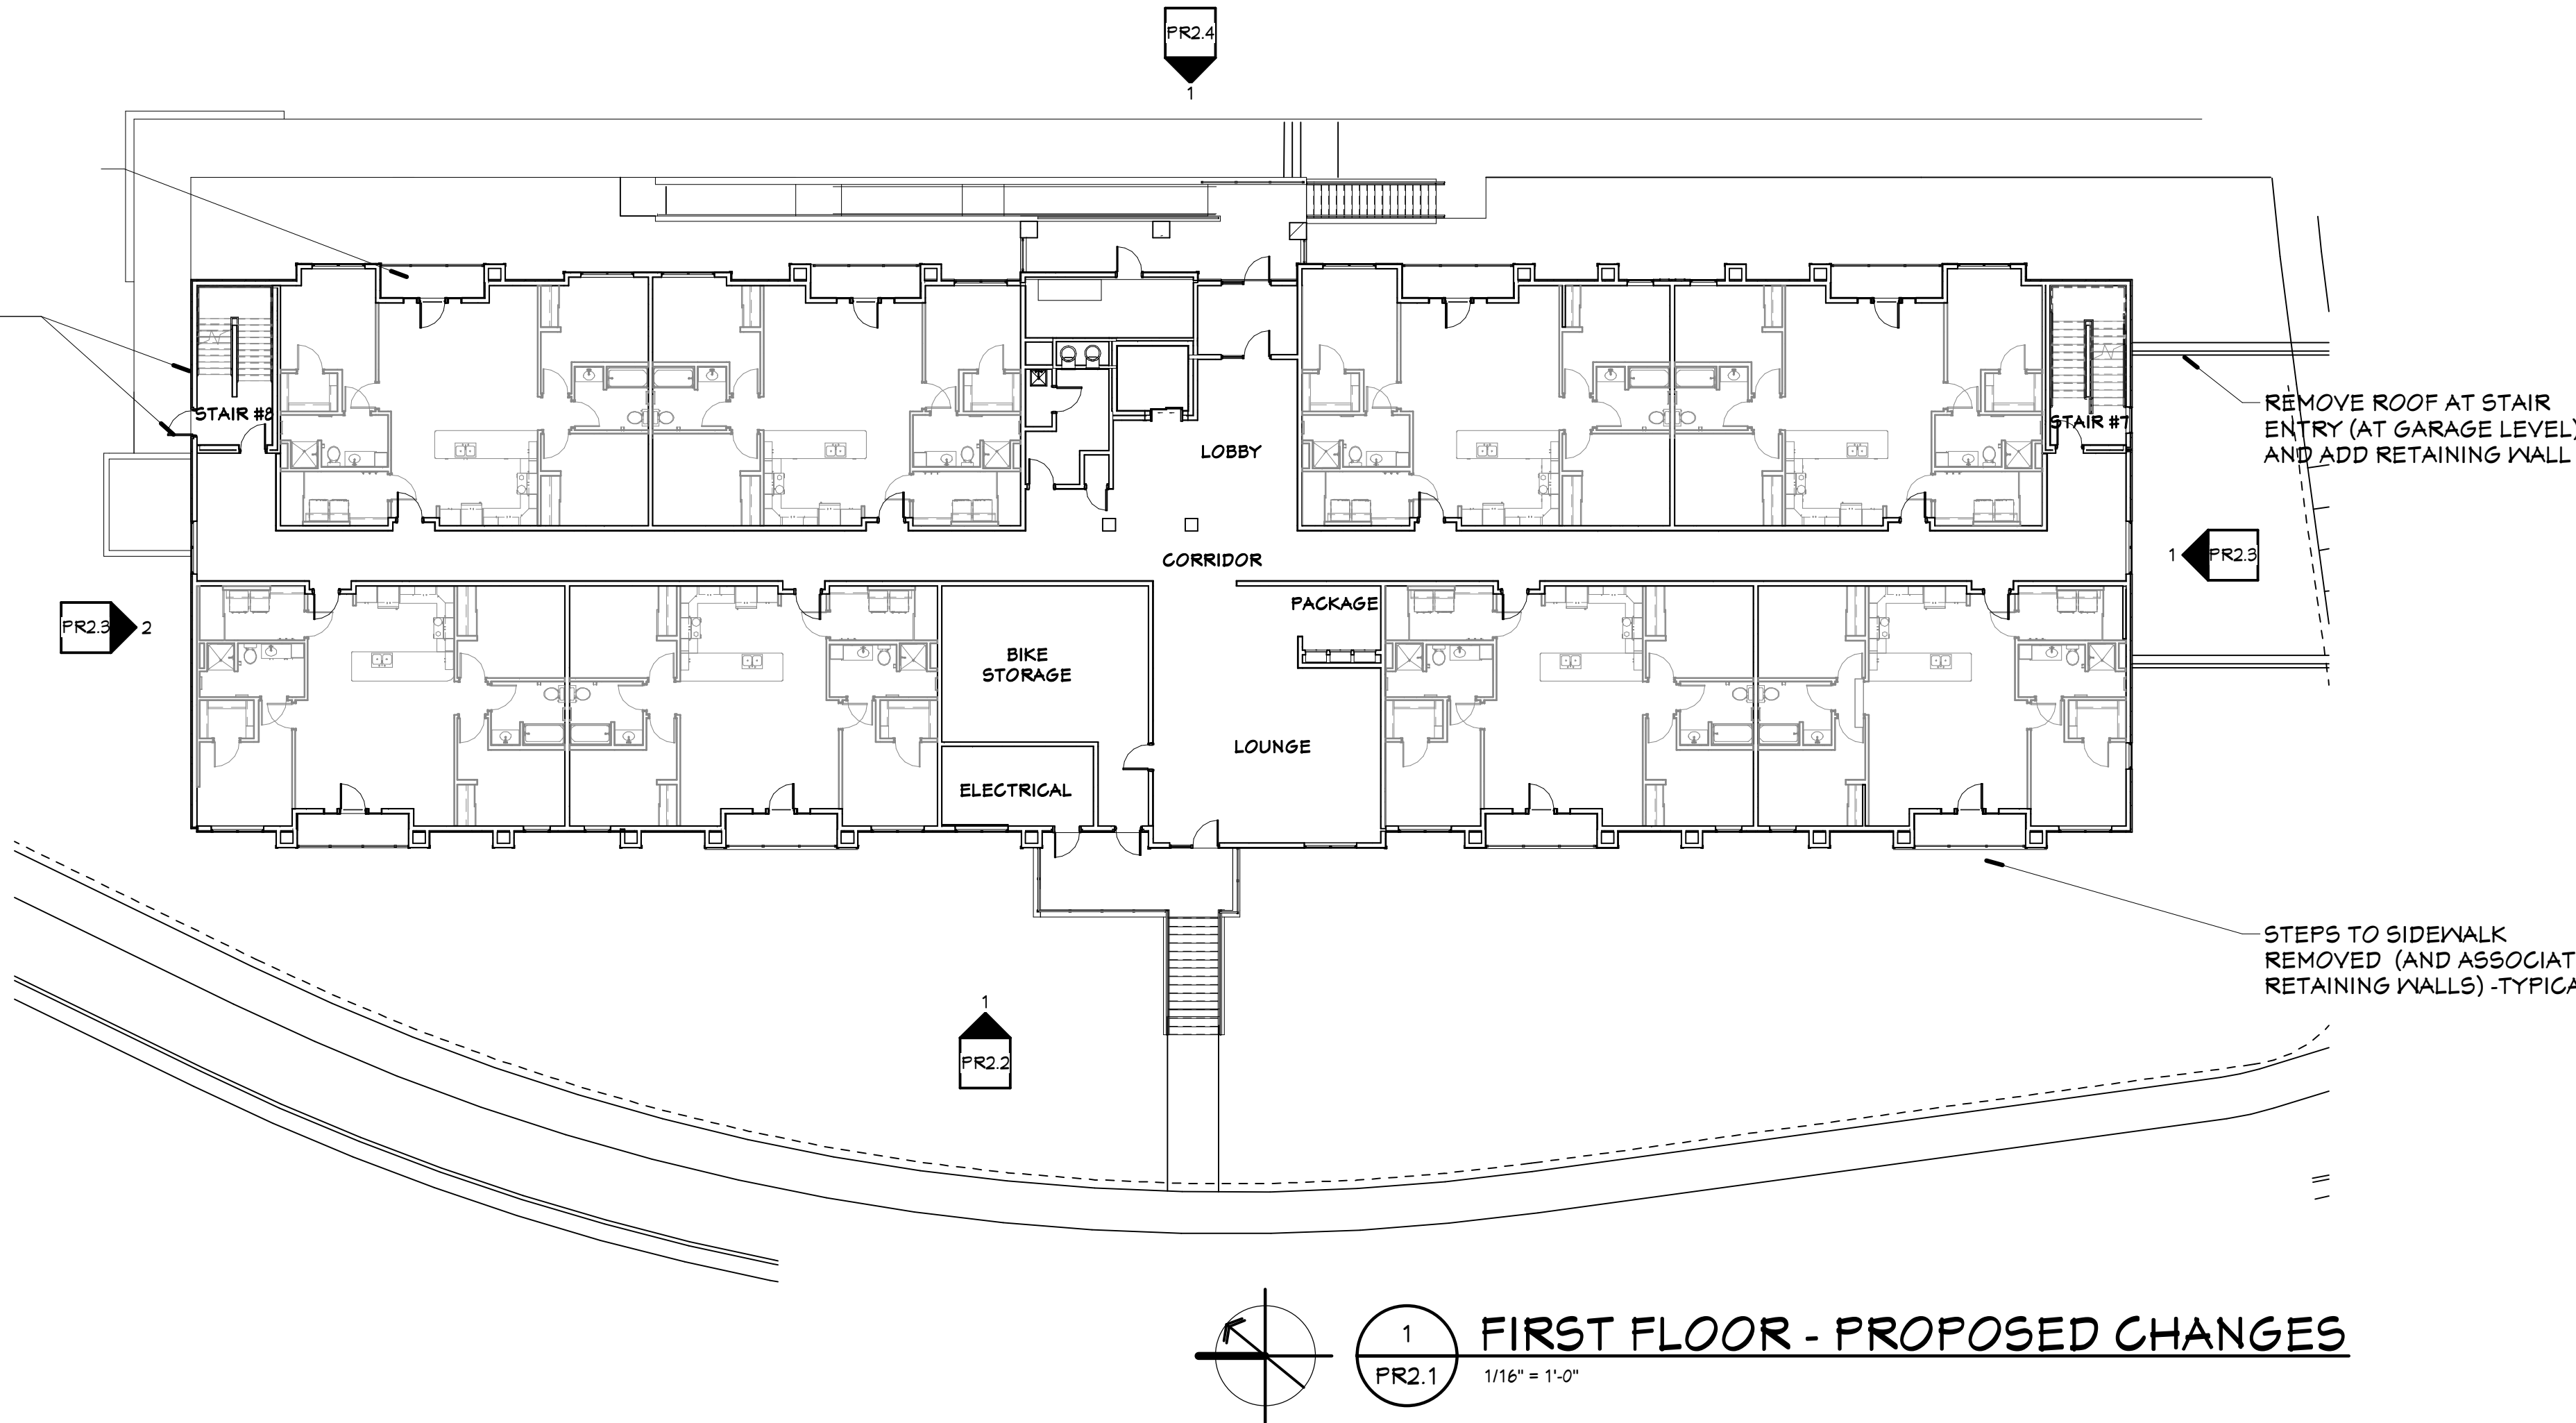 PR2.4
1
STAIR #8
STAIR #7
REMOVE ROOF AT STAIR
ENTRY (AT GARAGE LEVEL)
AND ADD RETAINING WALL
LOBBY
CORRIDOR
1
PR2.3
PR2.3
2
PACKAGE
BIKE
STORAGE
LOUNGE
ELECTRICAL
STEPS TO SIDEWALK
REMOVED (AND ASSOCIAT
RETAINING WALLS) -TYPICA
1
PR2.2
1
PR2.1
FIRST FLOOR - PROPOSED CHANGES
1/16" = 1'-0"